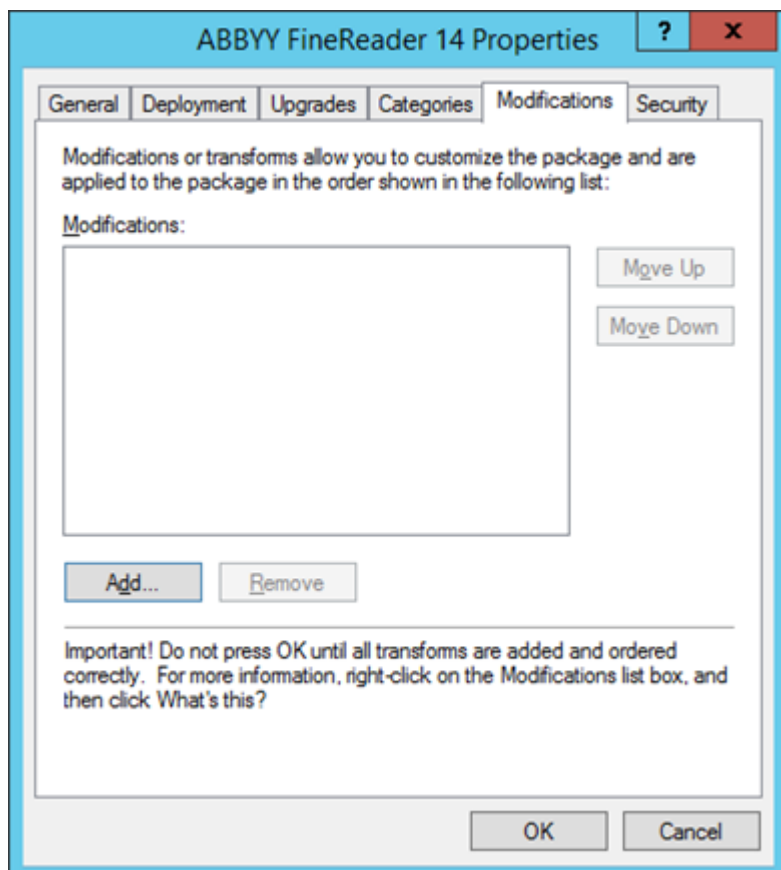 ABBYY FineReader 14 Properties
?
x
General
Deployment
Upgrades
Categories
Modifications
Security
Modifications or transforms allow you to customize the package and are
applied to the package in the order shown in the following list:
Modifications:
Move Up
Move Down
Add...
Remove
Important! Do not press OK until all transforms are added and ordered
correctly.  For more information, right-click on the Modifications list box, and
then click What's this?
OK
Cancel